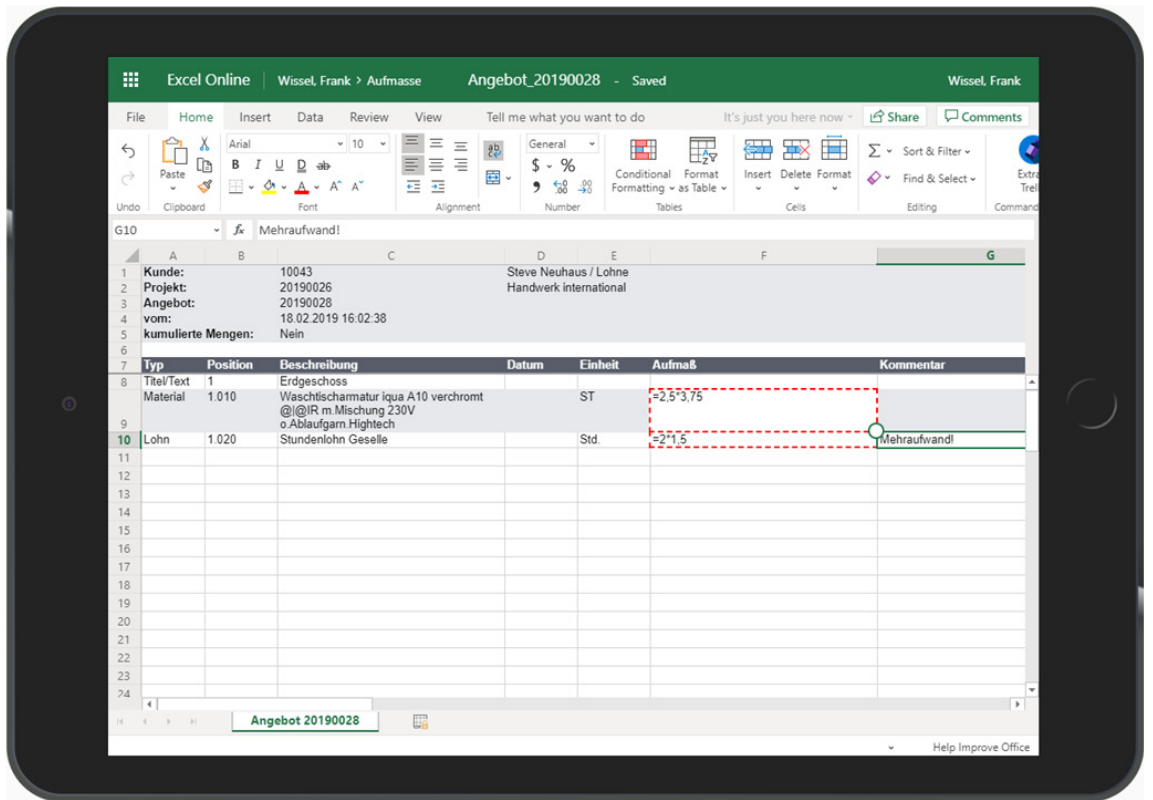 Excel Online Wissel, Frank > Aufmasse Angebot_20190028 - Saved Wissel, Frank
File Home Insert Data Review View Tell me what you want to do It's just you here now Share Comments
Arial 10 General
Paste B I U D ab A A A $ % Conditional Formatting Format as Table Insert Delete Format Σ Sort & Filter Find & Select Extra Trel
Undo Clipboard Font Alignment Number Tables Cells Editing Command
G10 fx Mehraufwand!
A B C D E F G
1 Kunde: 10043 Steve Neuhaus / Lohne
2 Projekt: 20190026 Handwerk international
3 Angebot: 20190028
4 vom: 18.02.2019 16:02:38
5 kumulierte Mengen: Nein
6
7 Typ Position Beschreibung Datum Einheit Aufmaß Kommentar
8 Titel/Text 1 Erdgeschoss
9 Material 1.010 Waschtischarmatur iqua A10 verchromt ST =2,5*3,75
@|@IR m.Mischung 230V
o.Ablaufgarn.Hightech
10 Lohn 1.020 Stundenlohn Geselle Std. =2*1,5 Mehraufwand!
11
12
13
14
15
16
17
18
19
20
21
22
23
24
Angebot 20190028
Help Improve Office